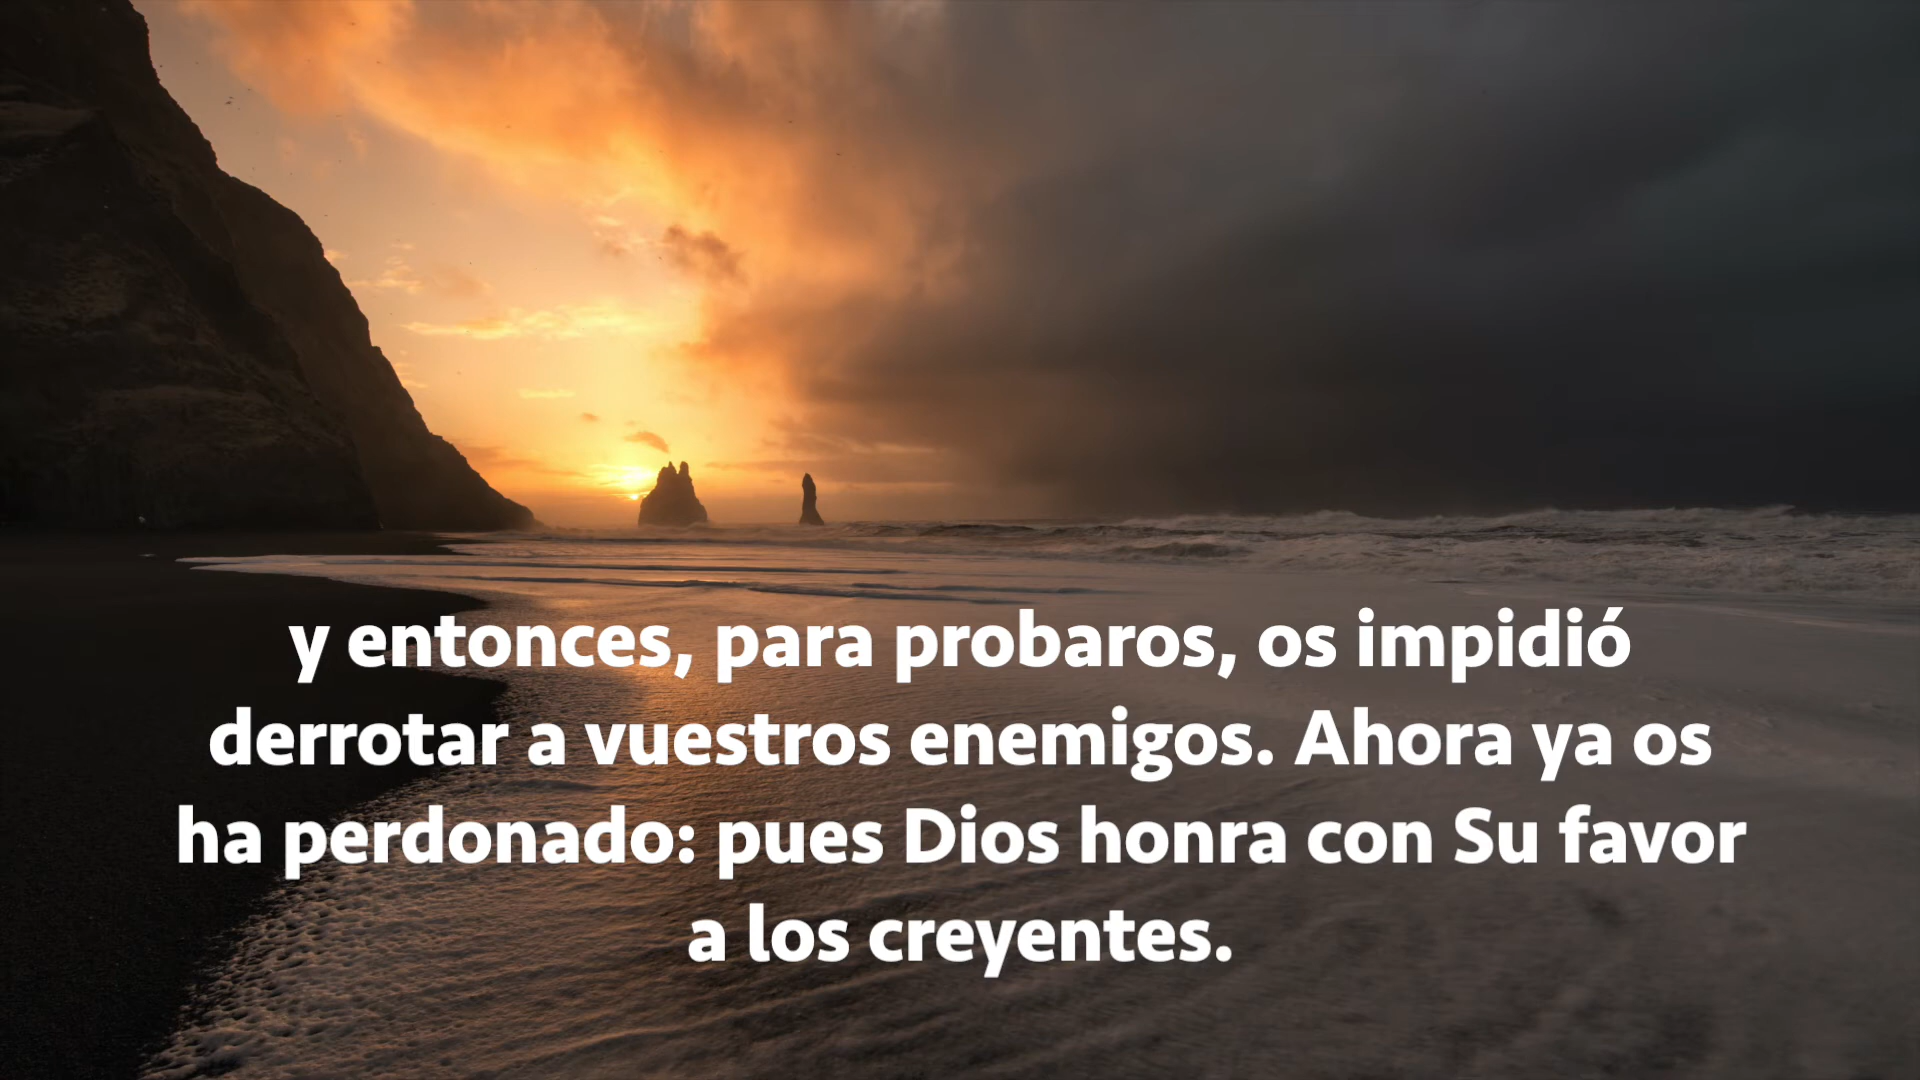 y entonces, para probaros, os impidió
derrotar a vuestros enemigos. Ahora ya os
ha perdonado: pues Dios honra con Su favor
a los creyentes.